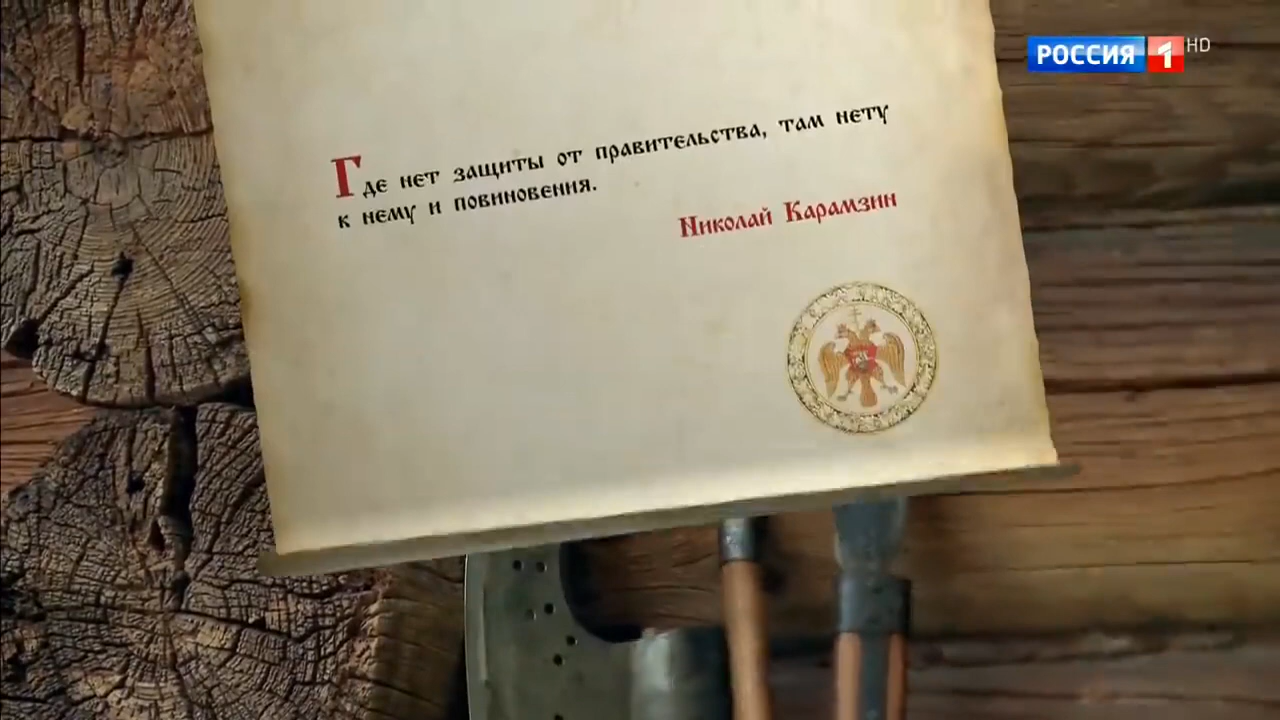 РОССИЯ 1 HD
Где нет защиты от правительства, там нету
к нему и повиновения.
Николай Карамзин